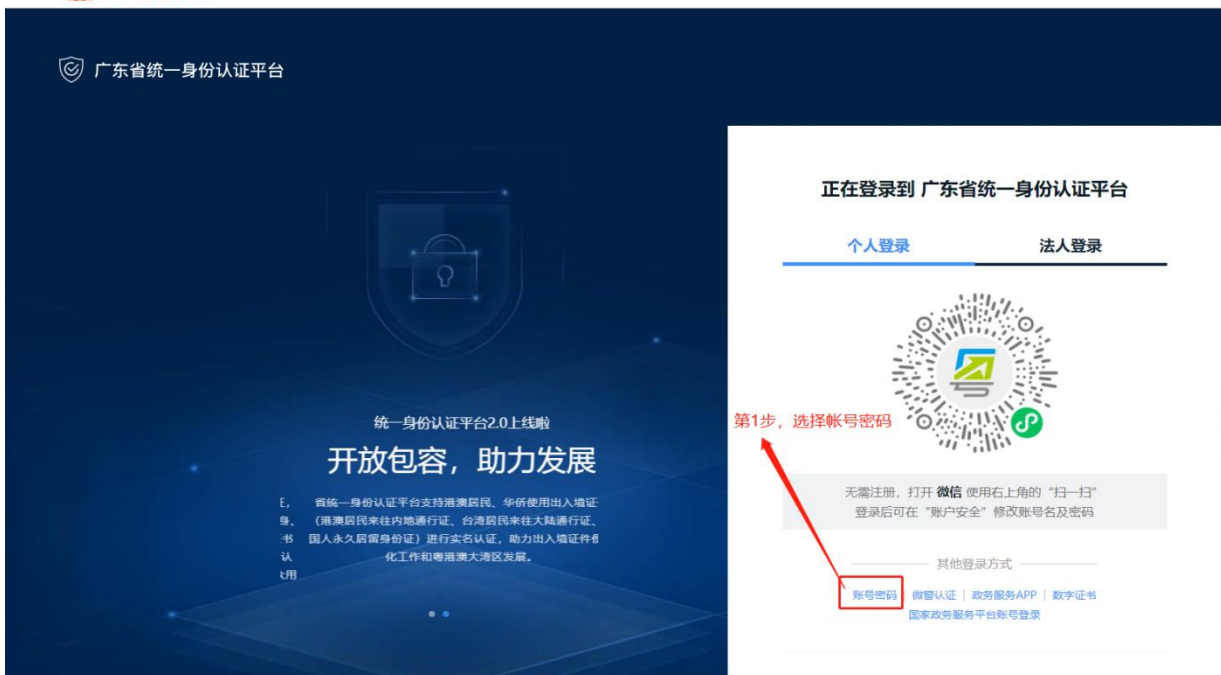 广东省统一身份认证平台
正在登录到 广东省统一身份认证平台
个人登录 法人登录
统一身份认证平台2.0上线啦
开放包容，助力发展
省统一身份认证平台支持港澳居民、华侨使用出入境证
（港澳居民来往内地通行证、台湾居民来往大陆通行证、
国人永久居留身份证）进行实名认证，助力出入境证件便
化工作和粤港澳大湾区发展。
第1步，选择帐号密码
无需注册，打开 微信 使用右上角的“扫一扫”
登录后可在“账户安全”修改账号名及密码
其他登录方式
账号密码 | 微警认证 | 政务服务APP | 数字证书
国家政务服务平台账号登录